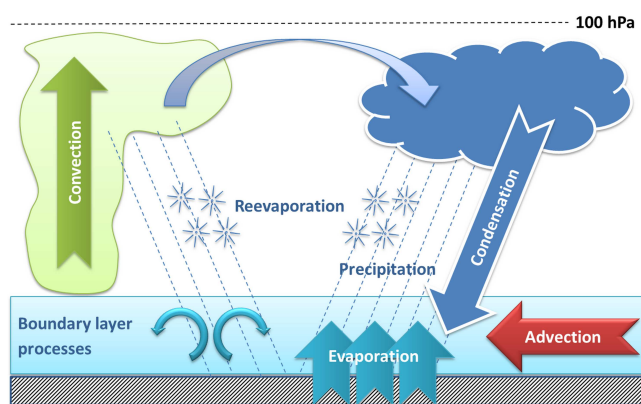 100 hPa
Convection
Reevaporation
Condensation
Precipitation
Boundary layer
processes
Evaporation
Advection